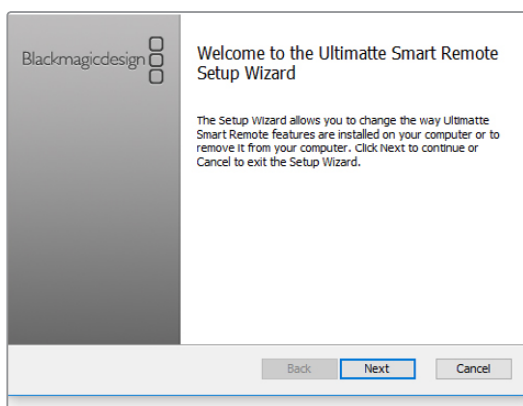 Blackmagicdesign
Welcome to the Ultimatte Smart Remote
Setup Wizard
The Setup Wizard allows you to change the way Ultimatte
Smart Remote features are installed on your computer or to
remove it from your computer. Click Next to continue or
Cancel to exit the Setup Wizard.
Back Next Cancel